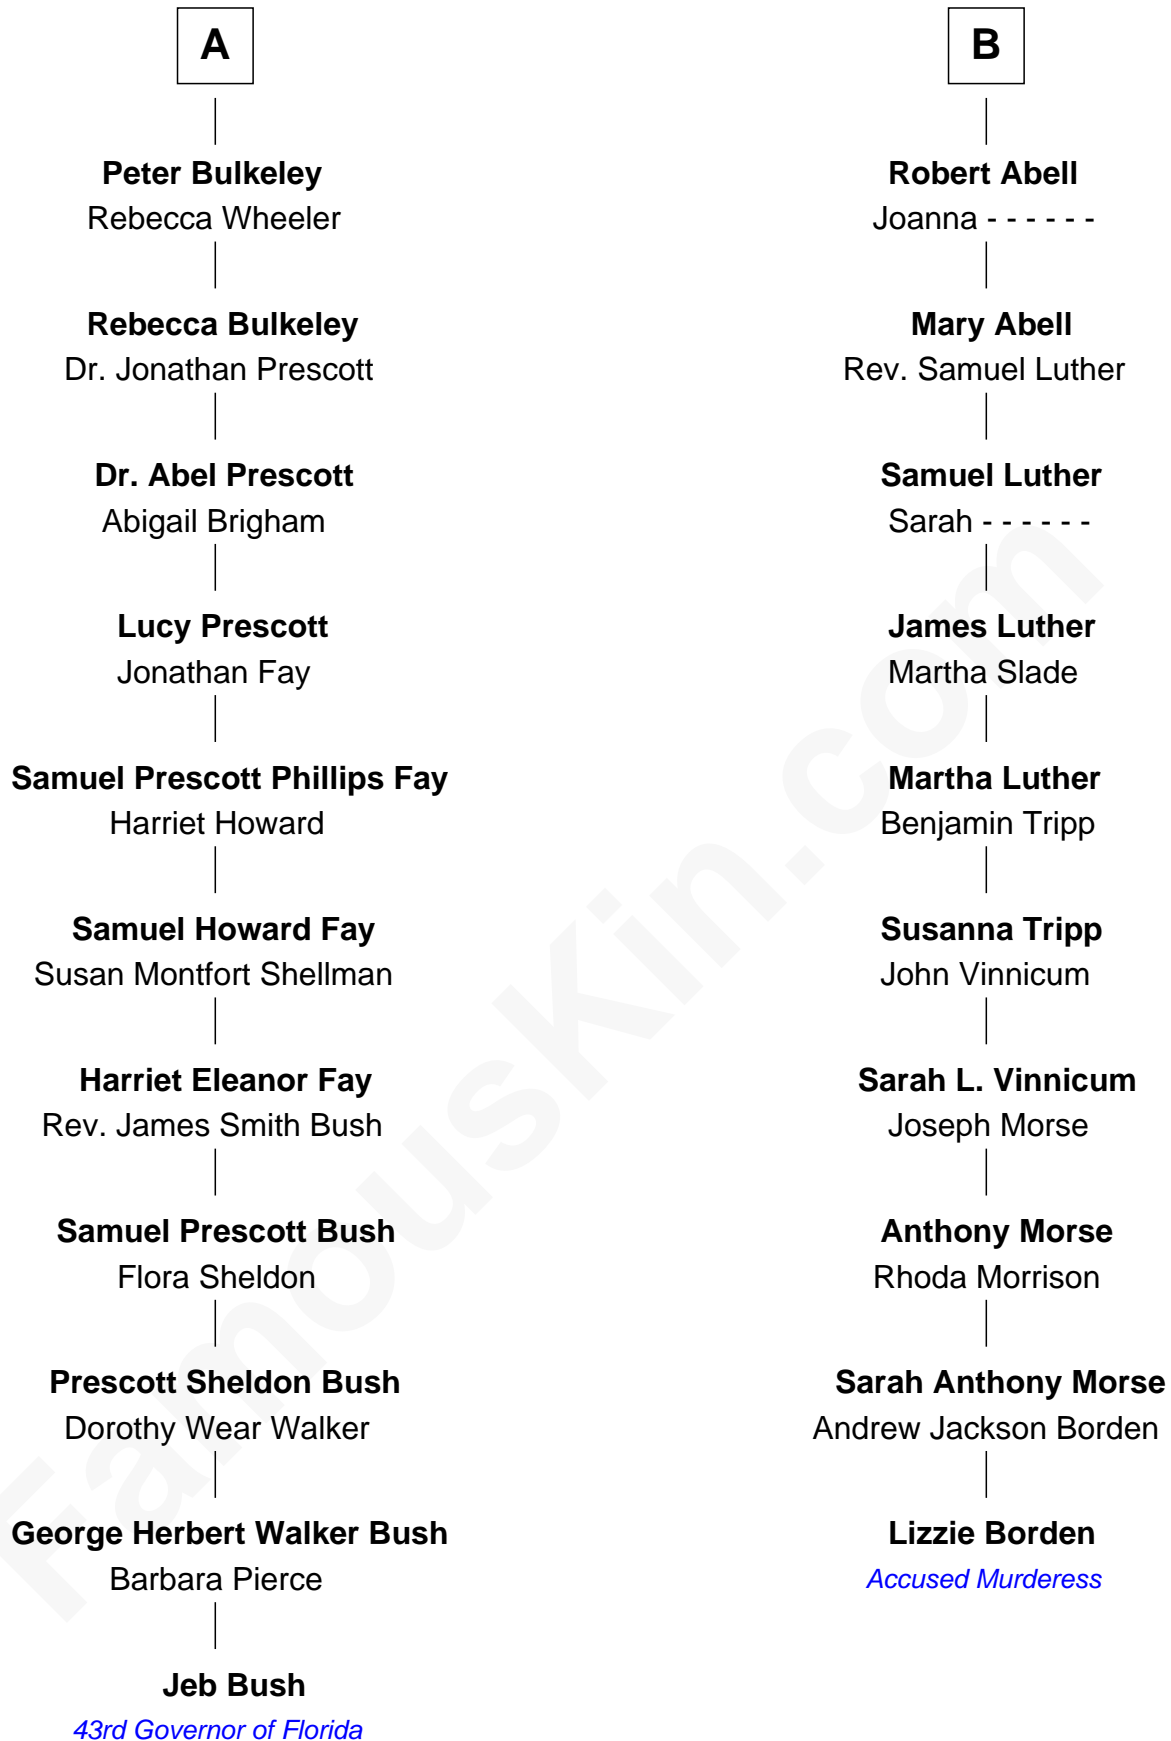 A
Peter Bulkeley
Rebecca Wheeler
Rebecca Bulkeley
Dr. Jonathan Prescott
Dr. Abel Prescott
Abigail Brigham
Lucy Prescott
Jonathan Fay
Samuel Prescott Phillips Fay
Harriet Howard
Samuel Howard Fay
Susan Montfort Shellman
Harriet Eleanor Fay
Rev. James Smith Bush
Samuel Prescott Bush
Flora Sheldon
Prescott Sheldon Bush
Dorothy Wear Walker
George Herbert Walker Bush
Barbara Pierce
Jeb Bush
43rd Governor of Florida
B
Robert Abell
Joanna - - - - - -
Mary Abell
Rev. Samuel Luther
Samuel Luther
Sarah - - - - - -
James Luther
Martha Slade
Martha Luther
Benjamin Tripp
Susanna Tripp
John Vinnicum
Sarah L. Vinnicum
Joseph Morse
Anthony Morse
Rhoda Morrison
Sarah Anthony Morse
Andrew Jackson Borden
Lizzie Borden
Accused Murderess
FamousKin.com